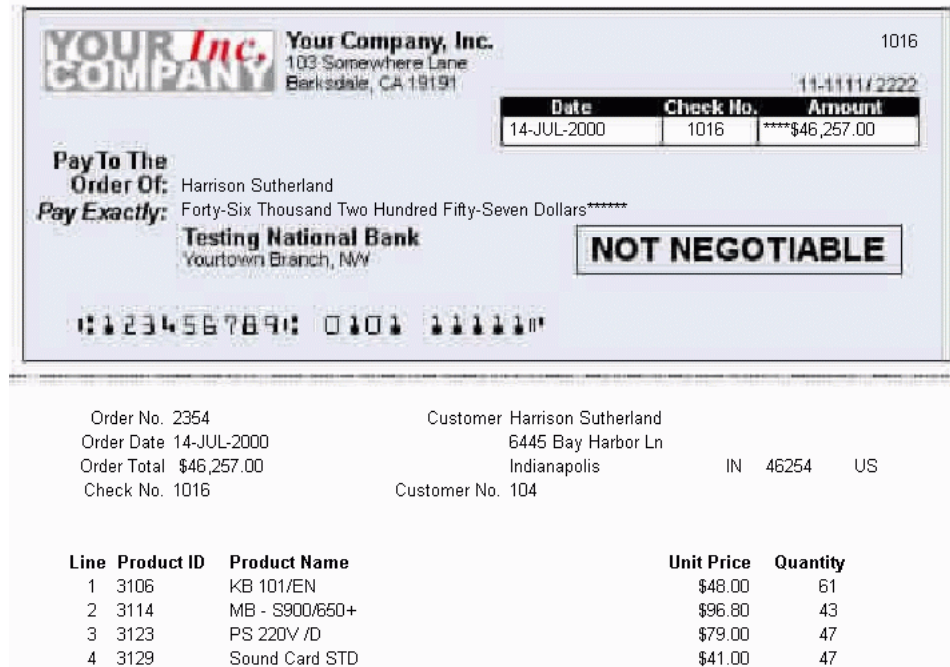 YOUR Inc. COMPANY
Your Company, Inc.
1016
103 Somewhere Lane
Barksdale, CA 19191
11-1111/2222
Date Check No. Amount
14-JUL-2000 1016 ****$46,257.00
Pay To The
Order Of: Harrison Sutherland
Pay Exactly: Forty-Six Thousand Two Hundred Fifty-Seven Dollars******
Testing National Bank
Yourtown Branch, NW
NOT NEGOTIABLE
⑆123456789⑆ 0101 11111⑈
Order No. 2354 Customer Harrison Sutherland
Order Date 14-JUL-2000 6445 Bay Harbor Ln
Order Total $46,257.00 Indianapolis IN 46254 US
Check No. 1016 Customer No. 104
Line Product ID Product Name Unit Price Quantity
1 3106 KB 101/EN $48.00 61
2 3114 MB - S900/650+ $96.80 43
3 3123 PS 220V /D $79.00 47
4 3129 Sound Card STD $41.00 47